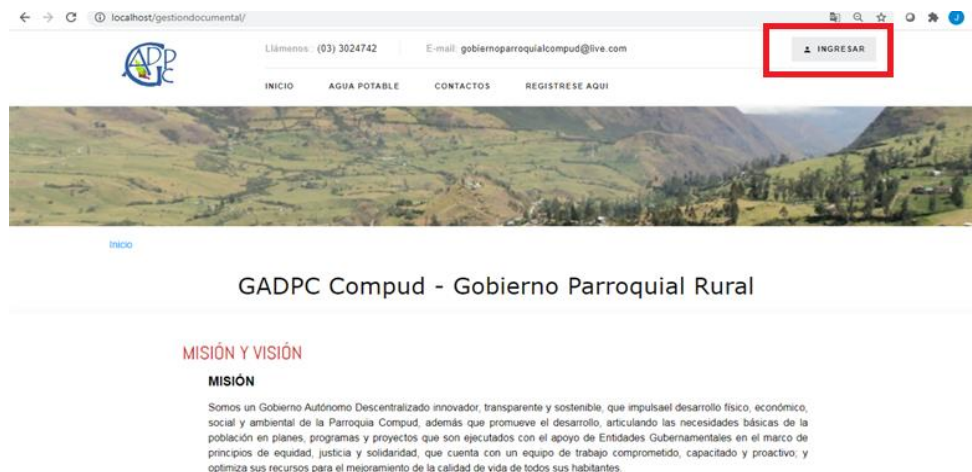 localhost/gestiondocumental/
J
GADPC
Llámenos.: (03) 3024742 E-mail: gobiernoparroquialcompud@live.com
INGRESAR
INICIO AGUA POTABLE CONTACTOS REGISTRESE AQUI
Inicio
GADPC Compud - Gobierno Parroquial Rural
MISIÓN Y VISIÓN
MISIÓN
Somos un Gobierno Autónomo Descentralizado innovador, transparente y sostenible, que impulsael desarrollo físico, económico,
social y ambiental de la Parroquia Compud, además que promueve el desarrollo, articulando las necesidades básicas de la
población en planes, programas y proyectos que son ejecutados con el apoyo de Entidades Gubernamentales en el marco de
principios de equidad, justicia y solidaridad, que cuenta con un equipo de trabajo comprometido, capacitado y proactivo; y
optimiza sus recursos para el mejoramiento de la calidad de vida de todos sus habitantes.